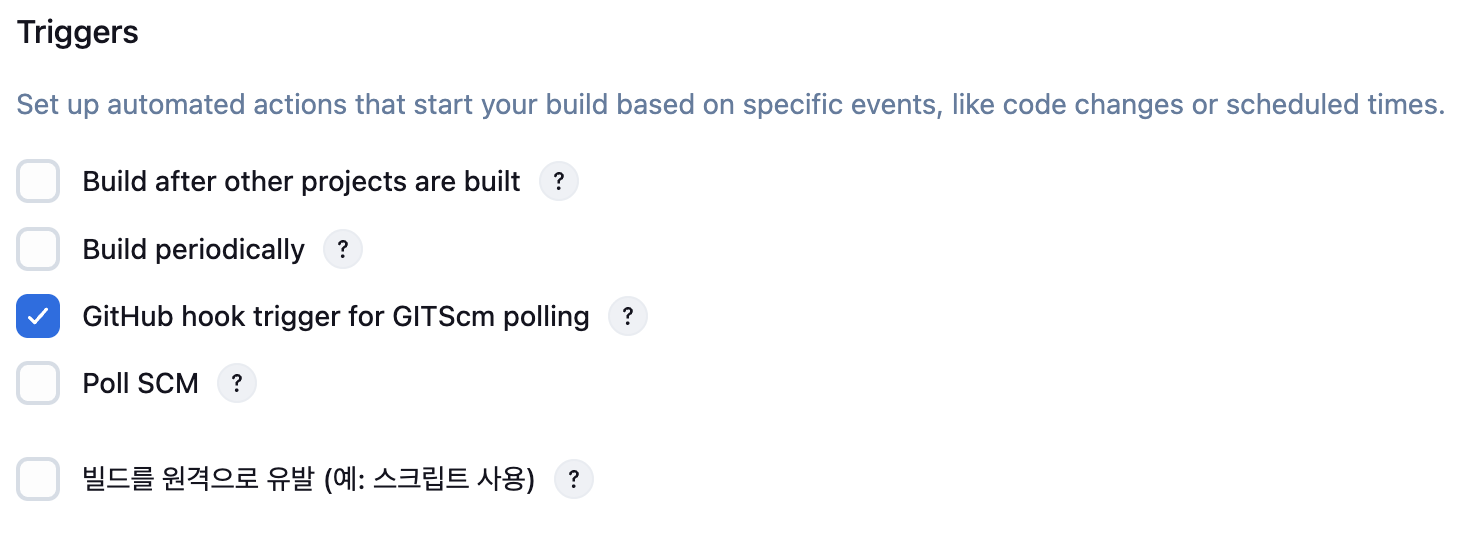 Triggers
Set up automated actions that start your build based on specific events, like code changes or scheduled times.
Build after other projects are built ?
Build periodically ?
GitHub hook trigger for GITScm polling ?
Poll SCM ?
빌드를 원격으로 유발 (예: 스크립트 사용) ?